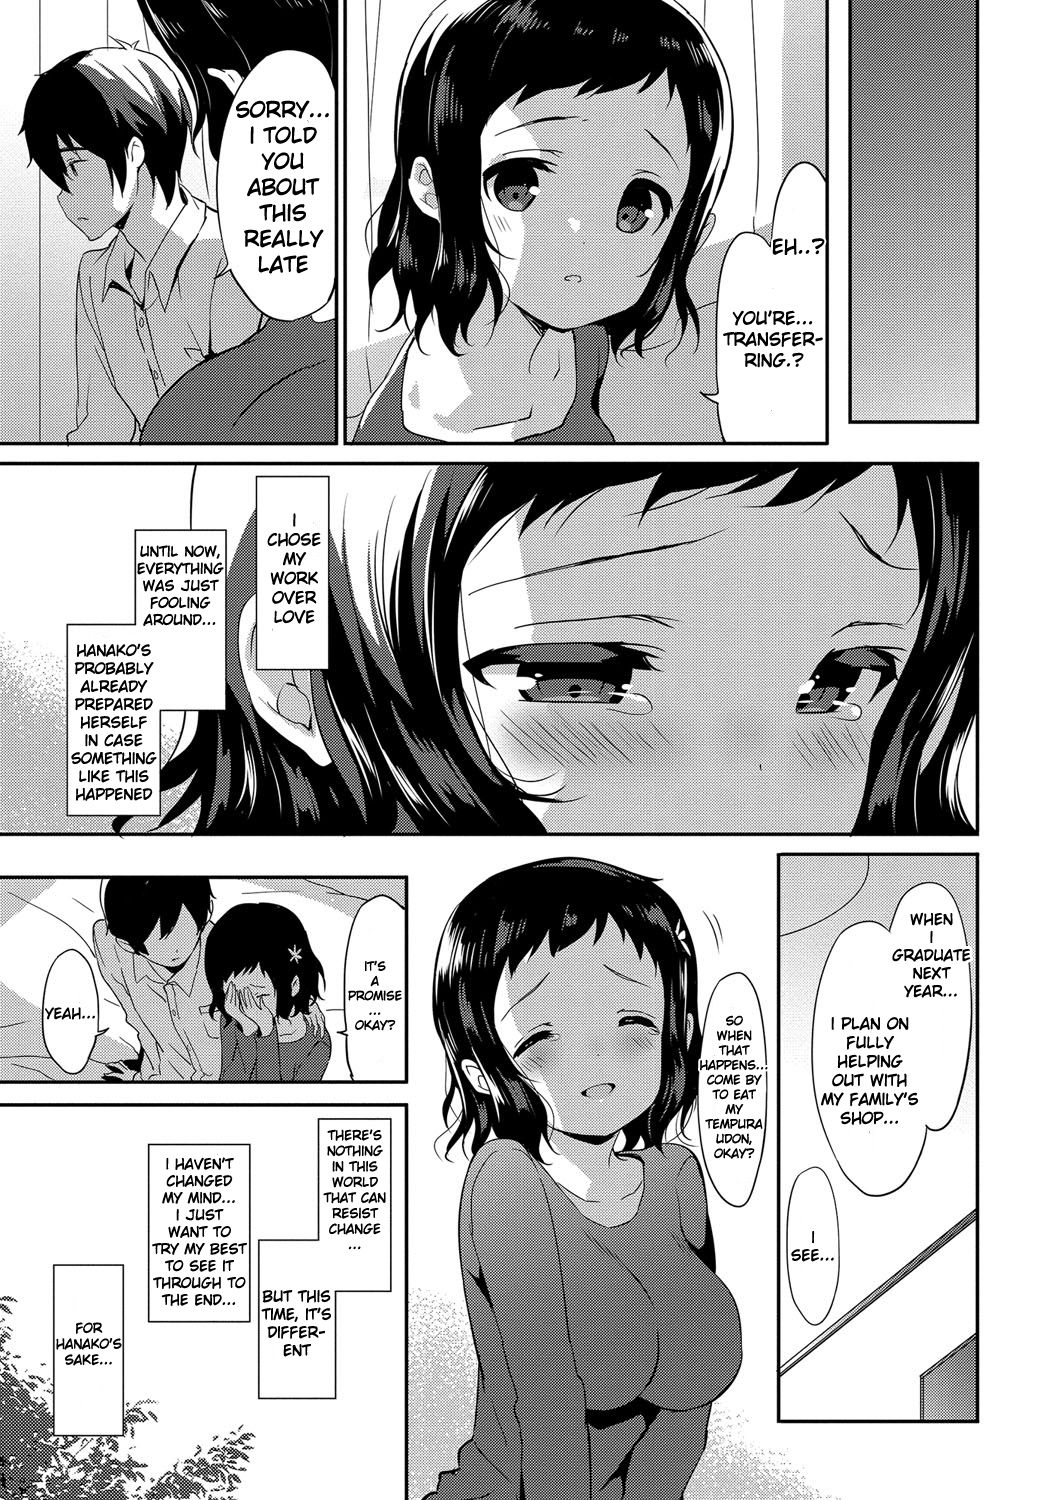 EH..?
YOU'RE...
TRANSFER-
RING.?
SORRY...
I TOLD
YOU
ABOUT
THIS
REALLY
LATE
I
CHOSE
MY
WORK
OVER
LOVE
UNTIL NOW,
EVERYTHING
WAS JUST
FOOLING
AROUND...
HANAKO'S
PROBABLY
ALREADY
PREPARED
HERSELF
IN CASE
SOMETHING
LIKE THIS
HAPPENED
WHEN
I
GRADUATE
NEXT
YEAR...
I PLAN ON
FULLY
HELPING
OUT WITH
MY FAMILY'S
SHOP...
I
SEE...
SO
WHEN
THAT
HAPPENS...
COME BY
TO EAT
MY
TEMPURA
UDON,
OKAY?
IT'S
A
PROMISE
...
OKAY?
YEAH...
THERE'S
NOTHING
IN THIS
WORLD
THAT CAN
RESIST
CHANGE
...
BUT THIS
TIME, IT'S
DIFFER-
ENT
I HAVEN'T
CHANGED
MY MIND...
I JUST
WANT TO
TRY MY BEST
TO SEE IT
THROUGH TO
THE END...
FOR
HANAKO'S
SAKE...